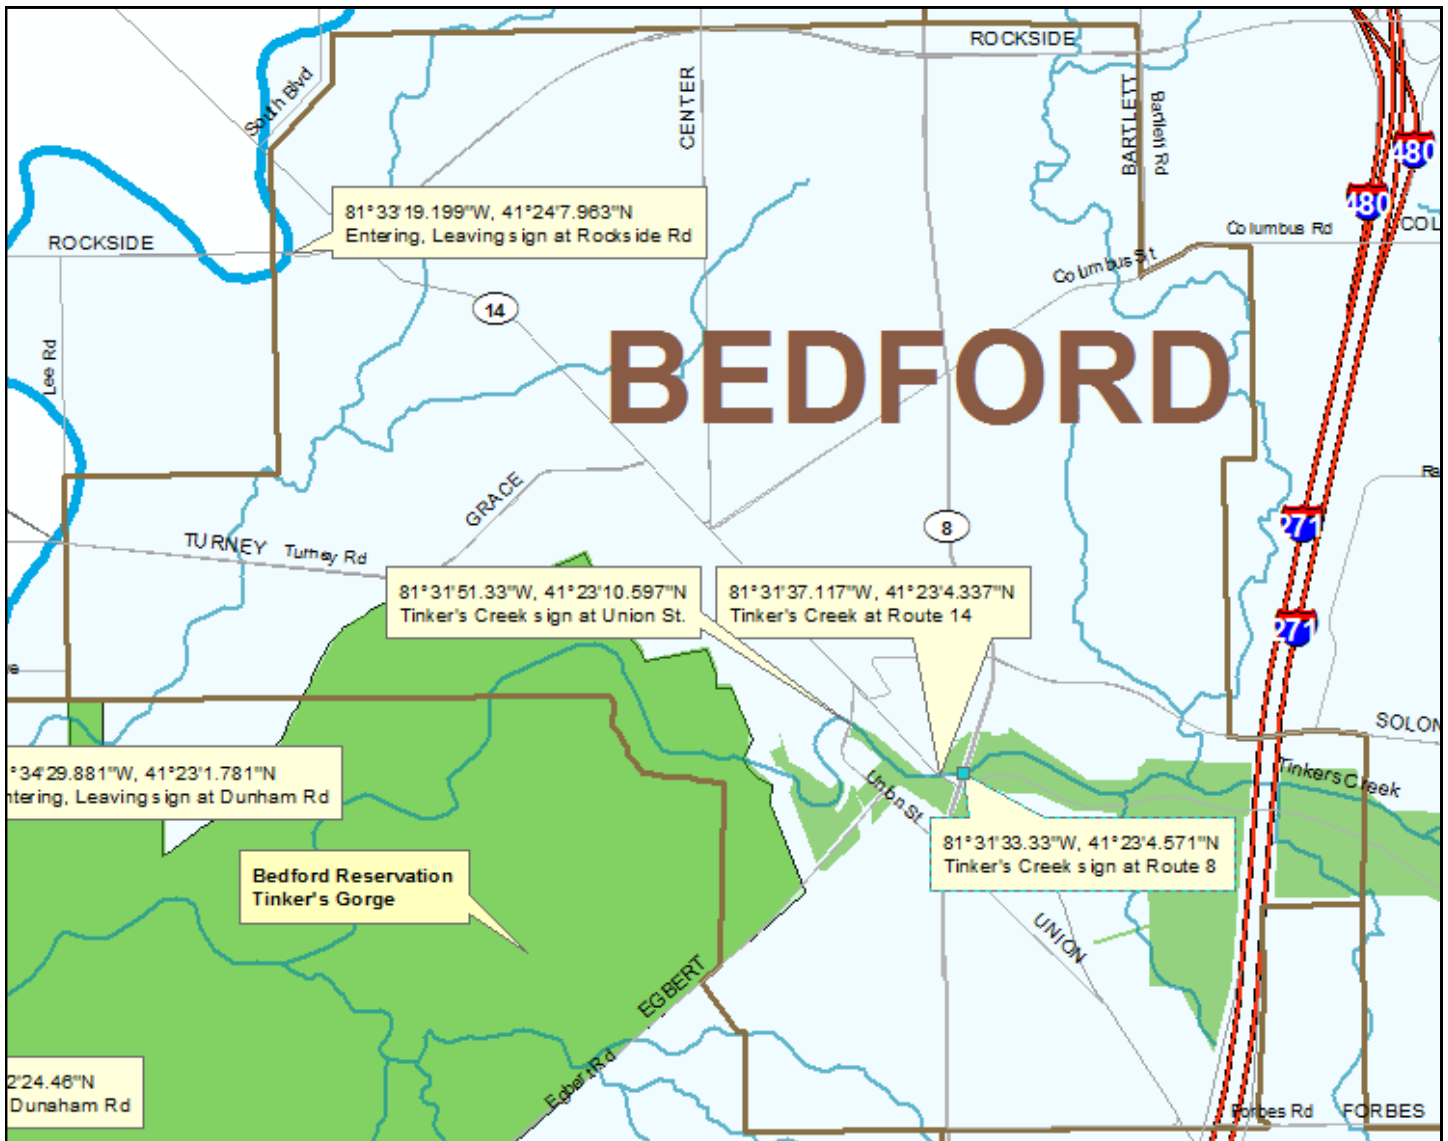 ROCKSIDE
South Blvd
CENTER
BARTLETT
Bartlett Rd
480
480
81°33'19.199"W, 41°24'7.963"N
Entering, Leaving sign at Rockside Rd
ROCKSIDE
Columbus Rd
COL
Columbus St
14
Lee Rd
BEDFORD
GRACE
8
271
TURNEY
Turney Rd
81°31'51.33"W, 41°23'10.597"N
Tinker's Creek sign at Union St.
81°31'37.117"W, 41°23'4.337"N
Tinker's Creek at Route 14
271
SOLON
°34'29.881"W, 41°23'1.781"N
ntering, Leaving sign at Dunham Rd
Tinkers Creek
Union St
81°31'33.33"W, 41°23'4.571"N
Tinker's Creek sign at Route 8
Bedford Reservation
Tinker's Gorge
UNION
EGBERT
Egbert Rd
2'24.46"N
Dunaham Rd
Forbes Rd
FORBES